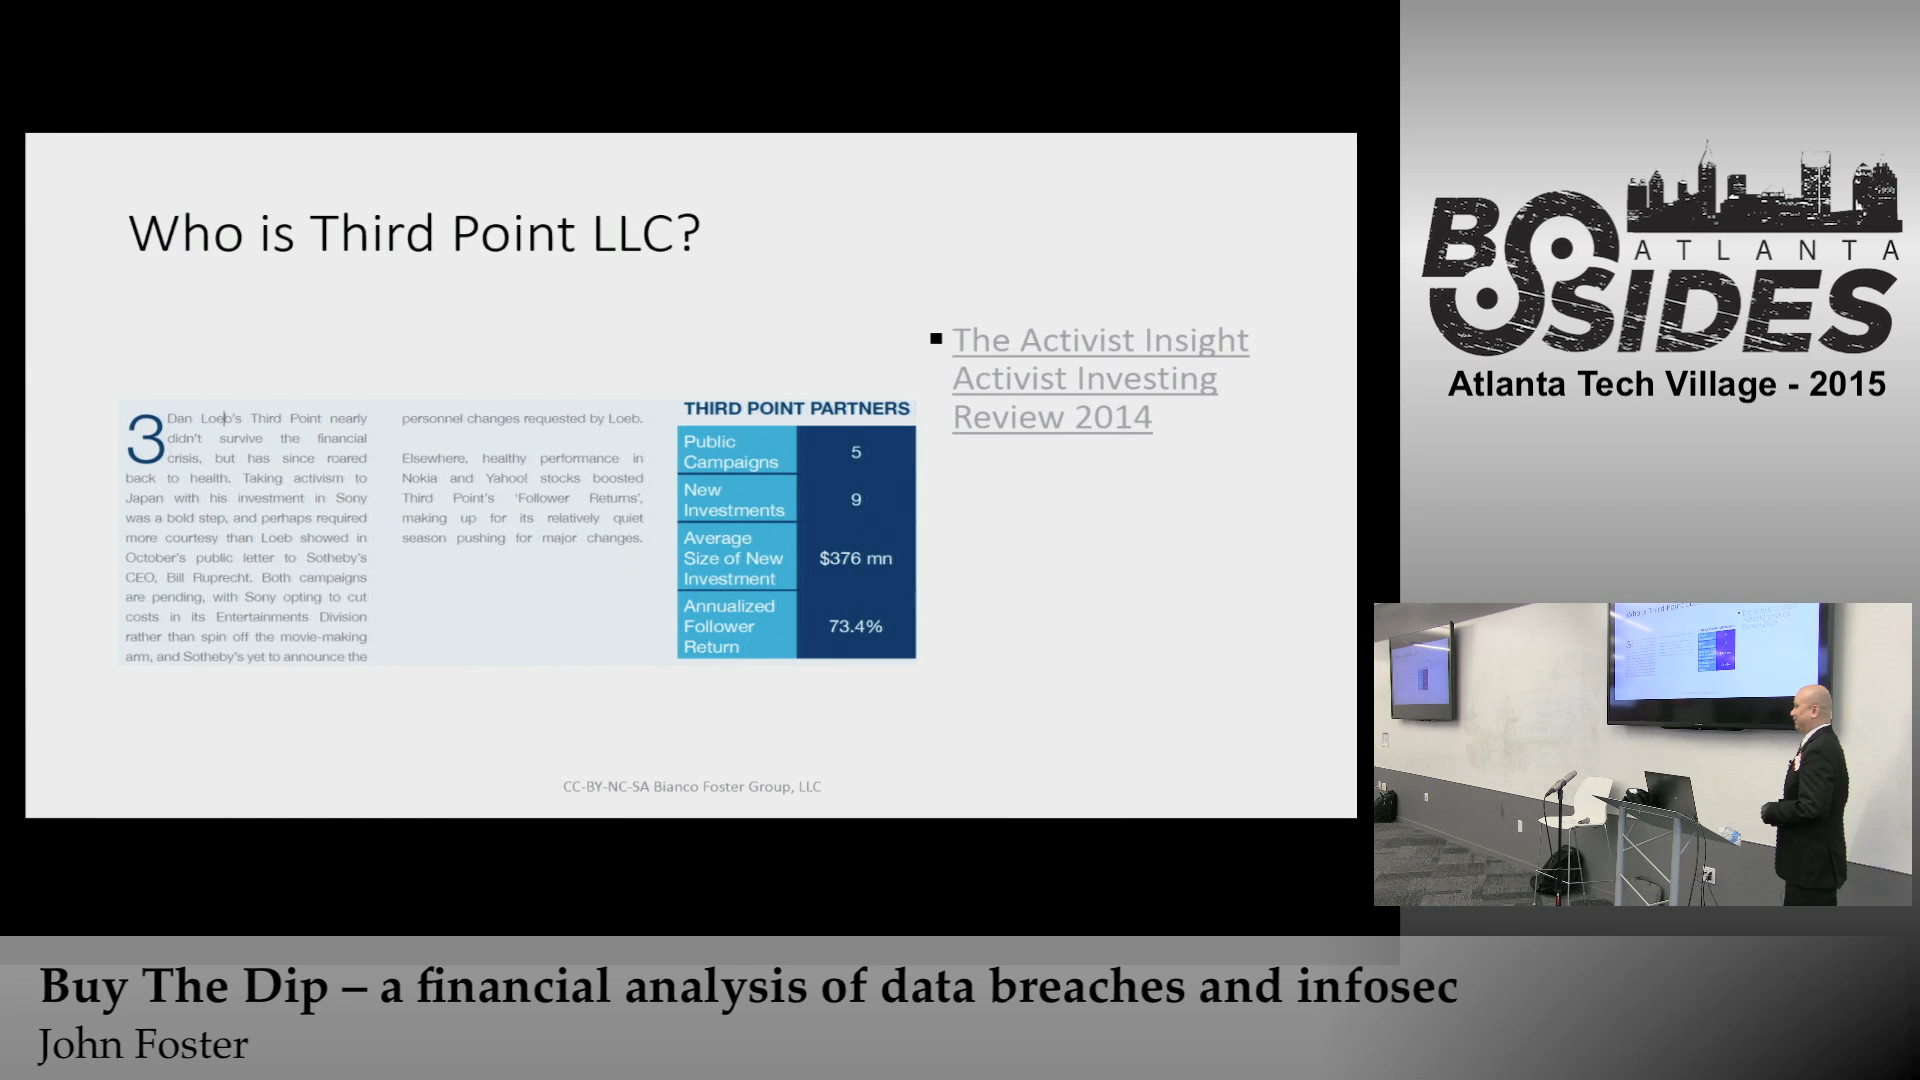 Who is Third Point LLC?
3
Dan Loeb's Third Point nearly
didn't survive the financial
crisis, but has since roared
back to health. Taking activism to
Japan with his investment in Sony
was a bold step, and perhaps required
more courtesy than Loeb showed in
October's public letter to Sotheby's
CEO, Bill Ruprecht. Both campaigns
are pending, with Sony opting to cut
costs in its Entertainments Division
rather than spin off the movie-making
arm, and Sotheby's yet to announce the
personnel changes requested by Loeb.
Elsewhere, healthy performance in
Nokia and Yahoo! stocks boosted
Third Point's 'Follower Returns',
making up for its relatively quiet
season pushing for major changes.
THIRD POINT PARTNERS
Public
Campaigns
5
New
Investments
9
Average
Size of New
Investment
$376 mn
Annualized
Follower
Return
73.4%
The Activist Insight
Activist Investing
Review 2014
CC-BY-NC-SA Bianco Foster Group, LLC
ATLANTA
BSIDES
Atlanta Tech Village - 2015
Who is Third Point LLC?
Buy The Dip – a financial analysis of data breaches and infosec
John Foster